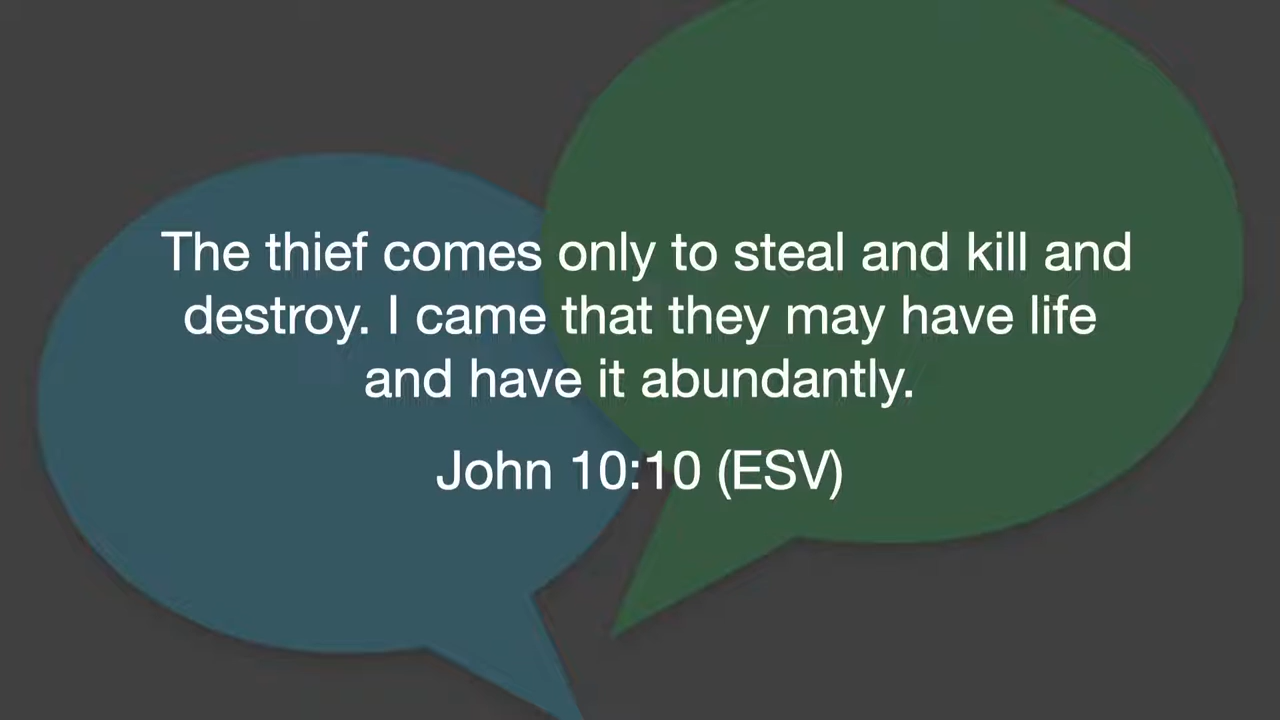 The thief comes only to steal and kill and
destroy. I came that they may have life
and have it abundantly.
John 10:10 (ESV)